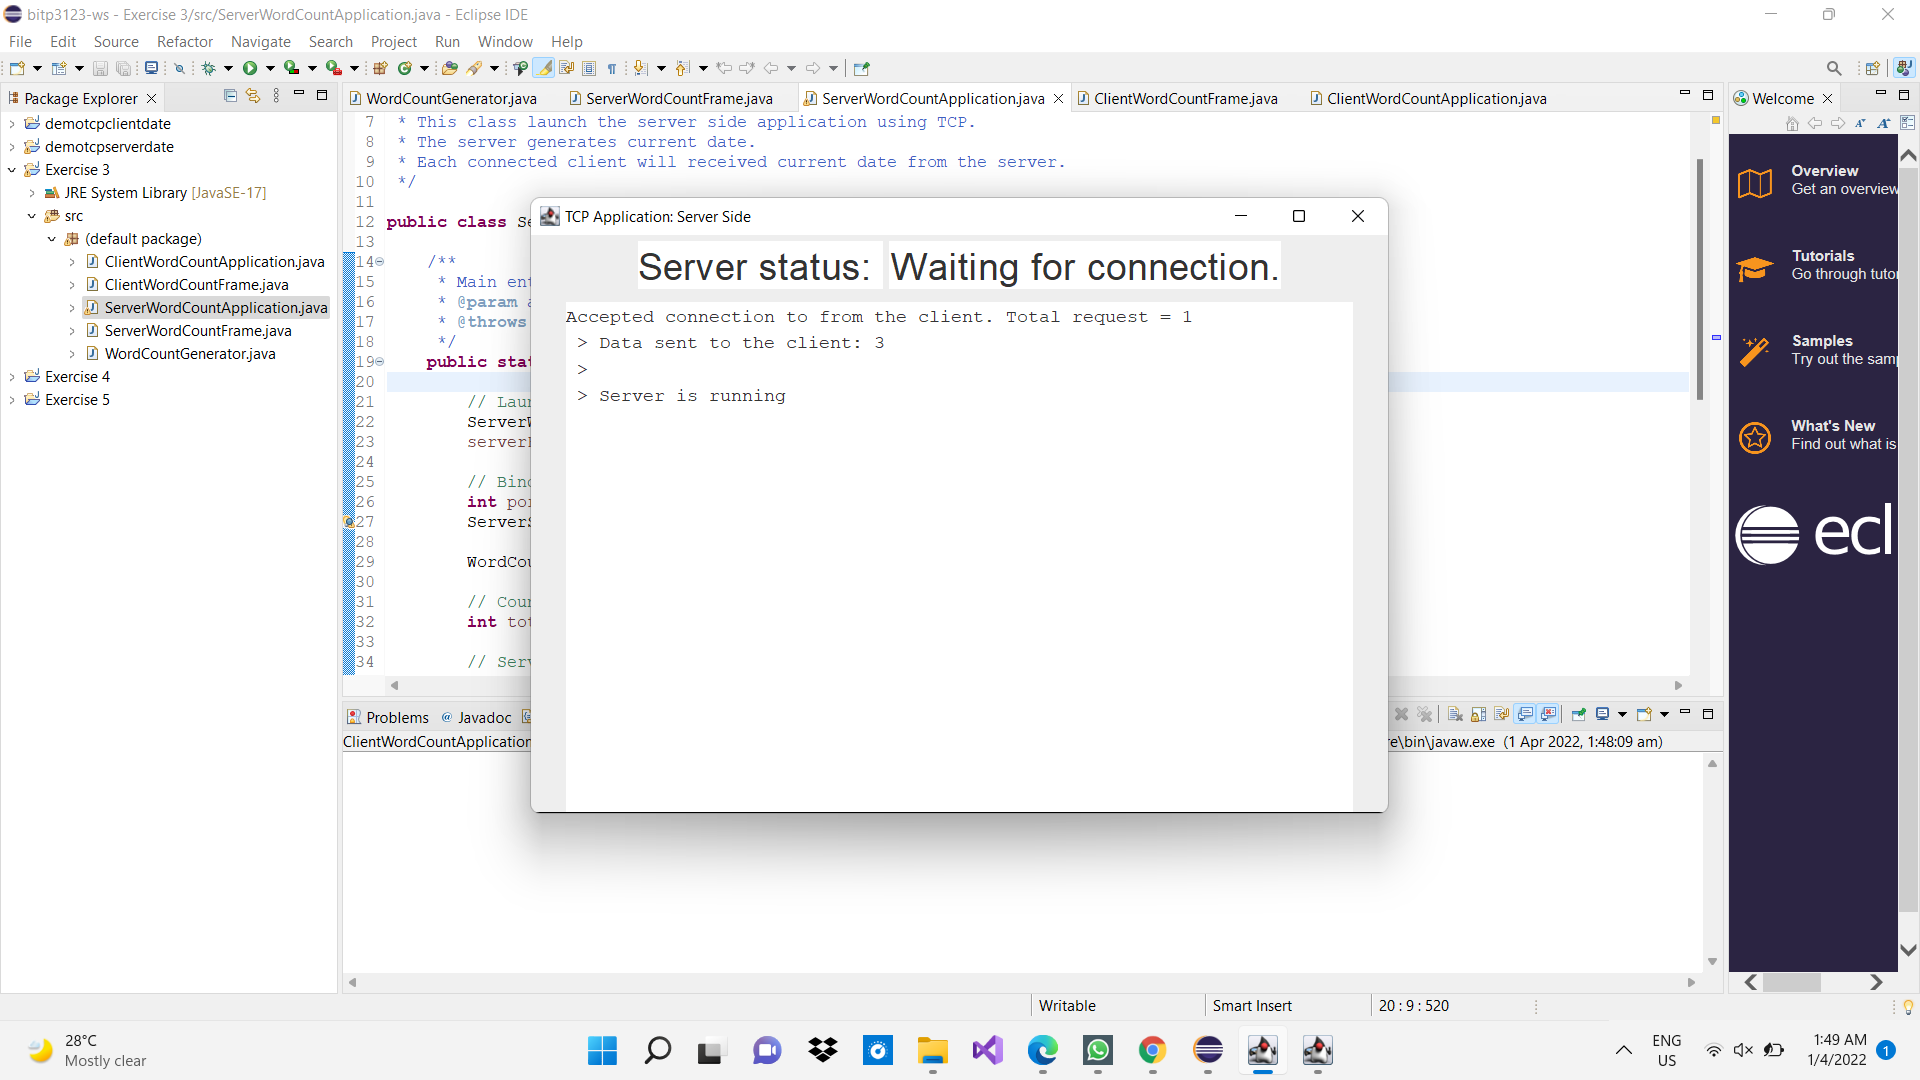 bitp3123-ws - Exercise 3/src/ServerWordCountApplication.java - Eclipse IDE
File Edit Source Refactor Navigate Search Project Run Window Help
Package Explorer
demotcpclientdate
demotcpserverdate
Exercise 3
JRE System Library [JavaSE-17]
src
(default package)
ClientWordCountApplication.java
ClientWordCountFrame.java
ServerWordCountApplication.java
ServerWordCountFrame.java
WordCountGenerator.java
Exercise 4
Exercise 5
WordCountGenerator.java ServerWordCountFrame.java ServerWordCountApplication.java ClientWordCountFrame.java ClientWordCountApplication.java
7 * This class launch the server side application using TCP.
8 * The server generates current date.
9 * Each connected client will received current date from the server.
10 */
11
12 public class Se
13
14 /**
15 * Main ent
16 * @param a
17 * @throws
18 */
19 public stat
20
21 // Laun
22 ServerW
23 server
24
25 // Bind
26 int por
27 ServerS
28
29 WordCou
30
31 // Coun
32 int tot
33
34 // Serv
TCP Application: Server Side
Server status: Waiting for connection.
Accepted connection to from the client. Total request = 1
> Data sent to the client: 3
>
> Server is running
Problems @ Javadoc
ClientWordCountApplication
re\bin\javaw.exe (1 Apr 2022, 1:48:09 am)
Welcome
Overview
Get an overview
Tutorials
Go through tutor
Samples
Try out the sam
What's New
Find out what is
ecl
Writable Smart Insert 20 : 9 : 520
28°C
Mostly clear
ENG
US
1:49 AM
1/4/2022
1